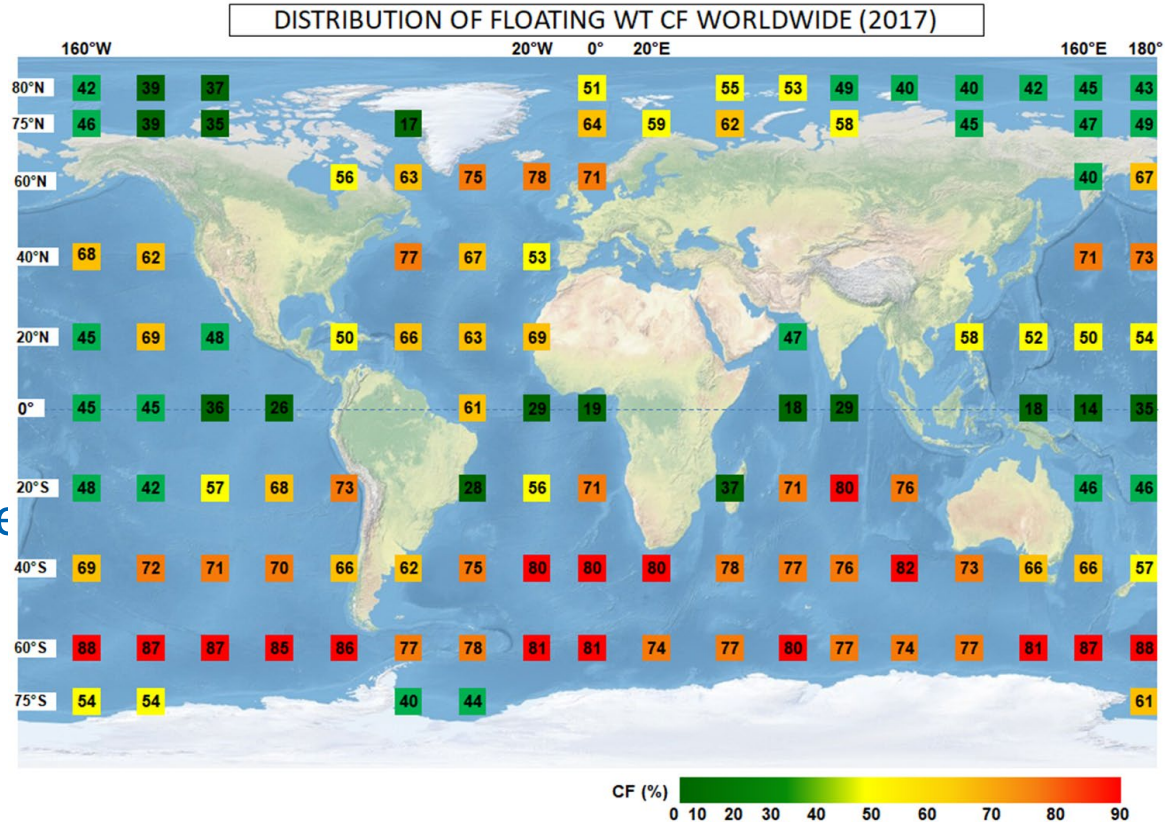 DISTRIBUTION OF FLOATING WT CF WORLDWIDE (2017)
160°W 20°W 0° 20°E 160°E 180°
80°N 42 39 37 51 55 53 49 40 40 42 45 43
75°N 46 39 35 17 64 59 62 58 45 47 49
60°N 56 63 75 78 71 40 67
40°N 68 62 77 67 53 71 73
20°N 45 69 48 50 66 63 69 47 58 52 50 54
0° 45 45 36 26 61 29 19 18 29 18 14 35
20°S 48 42 57 68 73 28 56 71 37 71 80 76 46 46
e
40°S 69 72 71 70 66 62 75 80 80 80 78 77 76 82 73 66 66 57
60°S 88 87 87 85 86 77 78 81 81 74 77 80 77 74 77 81 87 88
75°S 54 54 40 44 61
CF (%)
0 10 20 30 40 50 60 70 80 90